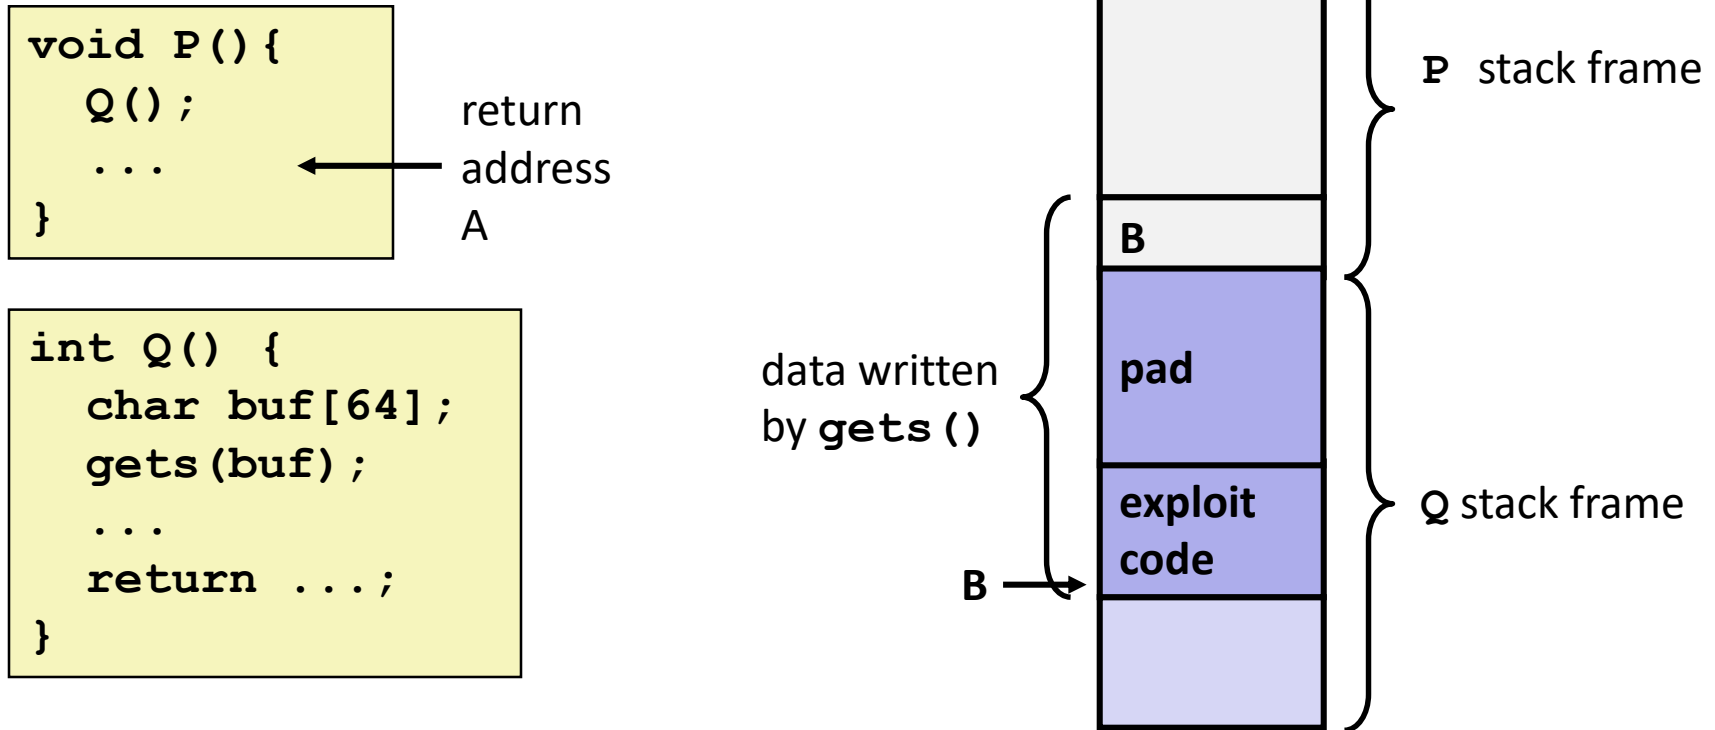 void P(){
  Q();
  ...
}
return
address
A
int Q() {
  char buf[64];
  gets(buf);
  ...
  return ...;
}
data written
by gets()
B
B
pad
exploit
code
P stack frame
Q stack frame